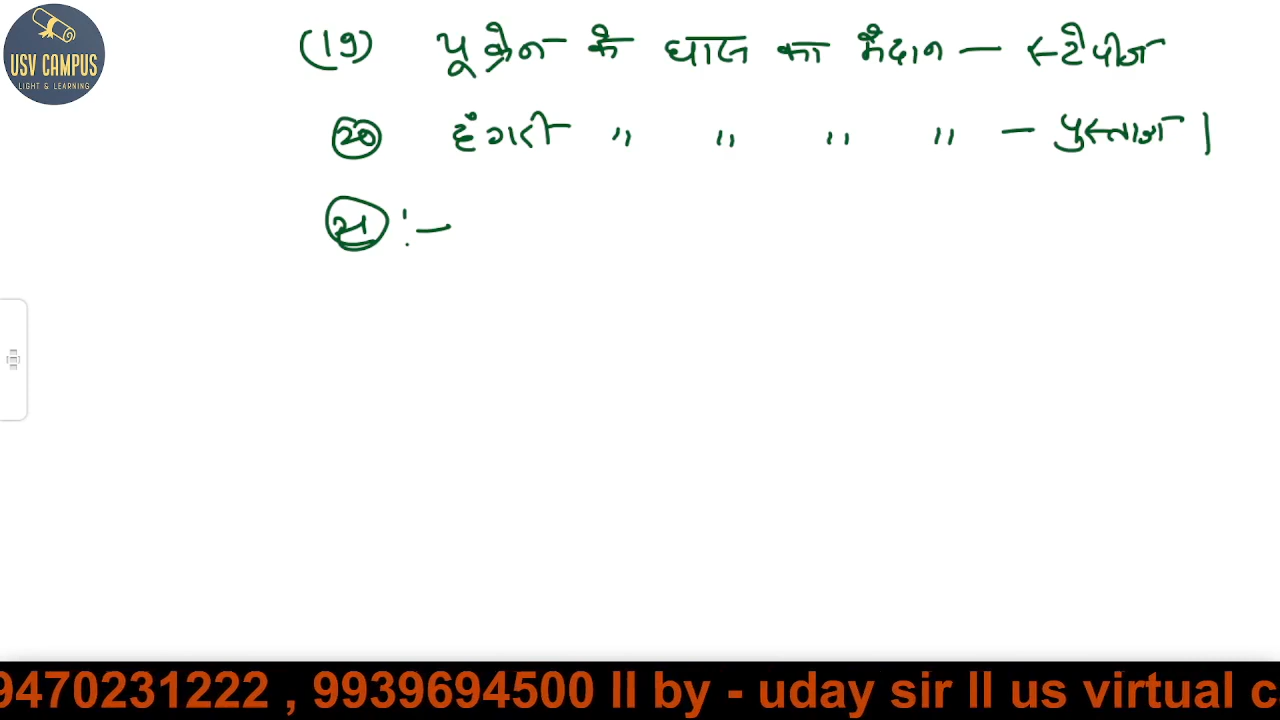 USV CAMPUS
LIGHT & LEARNING
(19) यूक्रेन के घास का मैदान — स्टेपीज
20 हंगरी " " " " — पुस्ताज |
21 :-
9470231222 , 9939694500 ll by - uday sir ll us virtual c